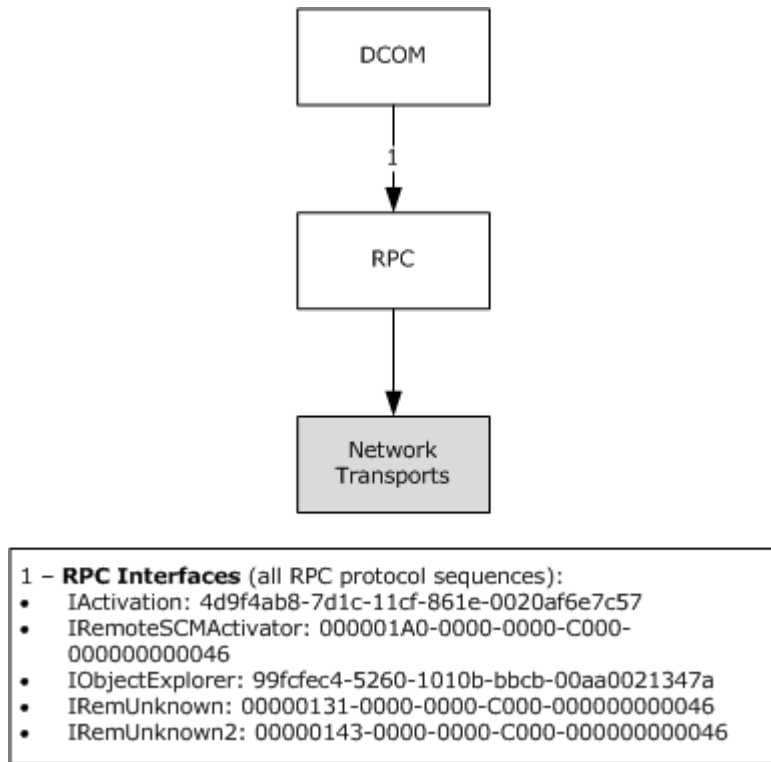 DCOM
1
RPC
Network
Transports
1 – RPC Interfaces (all RPC protocol sequences):
• IActivation: 4d9f4ab8-7d1c-11cf-861e-0020af6e7c57
• IRemoteSCMActivator: 000001A0-0000-0000-C000-
000000000046
• IObjectExplorer: 99fcfec4-5260-1010b-bbcb-00aa0021347a
• IRemUnknown: 00000131-0000-0000-C000-000000000046
• IRemUnknown2: 00000143-0000-0000-C000-000000000046